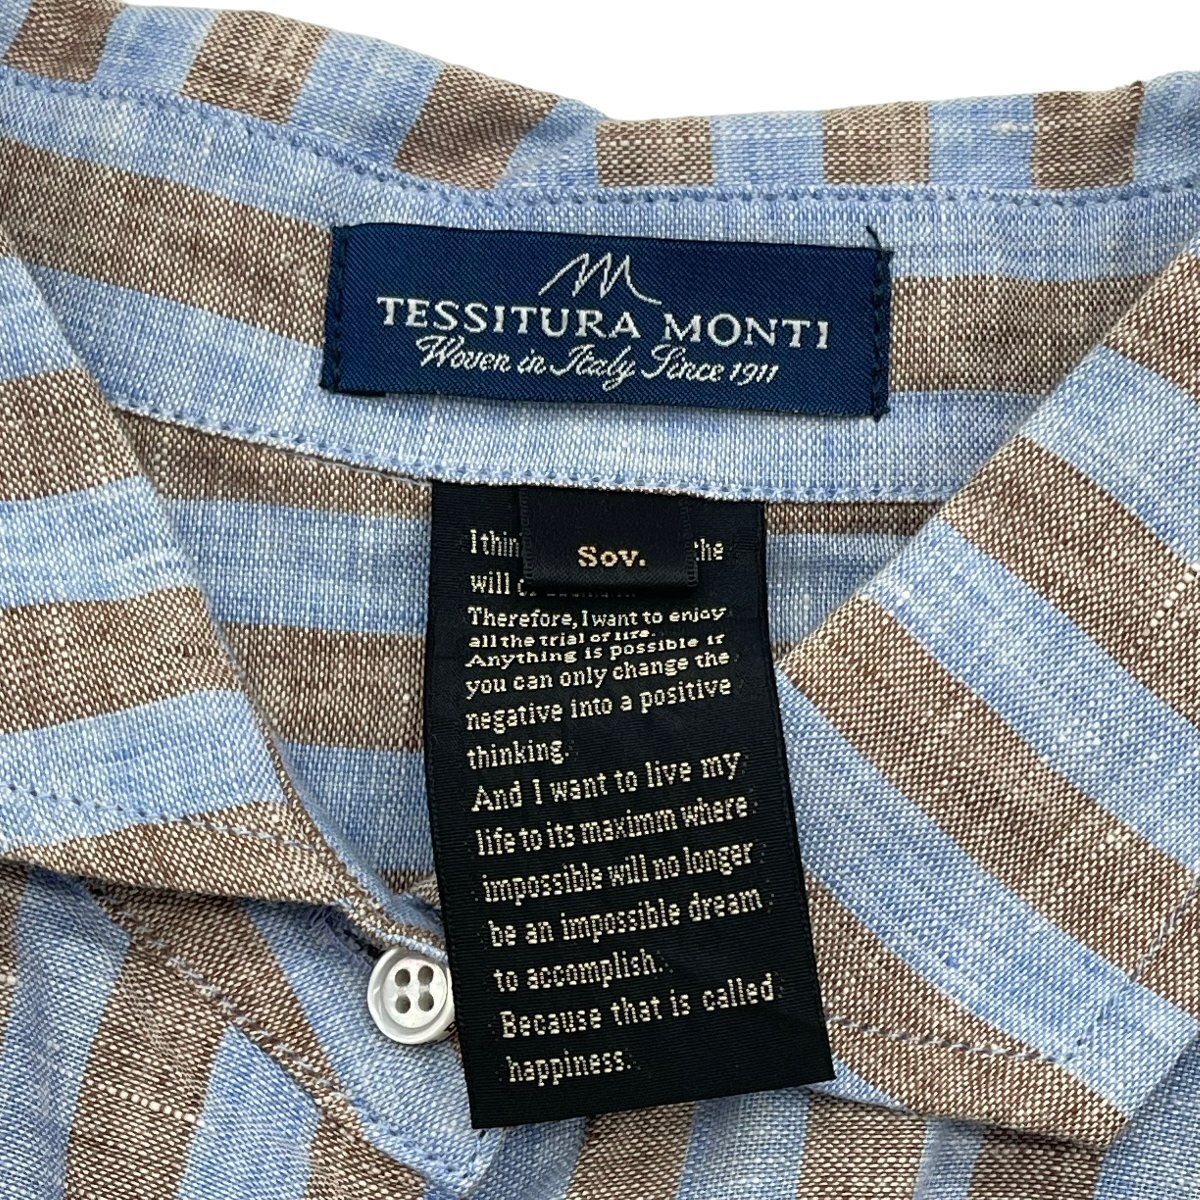 TESSITURA MONTI
Woven in Italy Since 1911
Sov.
I the
will
Therefore, I want to enjoy
all the trial of life.
Anything is possible if
you can only change the
negative into a positive
thinking.
And I want to live my
life to its maximm where
impossible will no longer
be an impossible dream
to accomplish.
Because that is called
happiness.